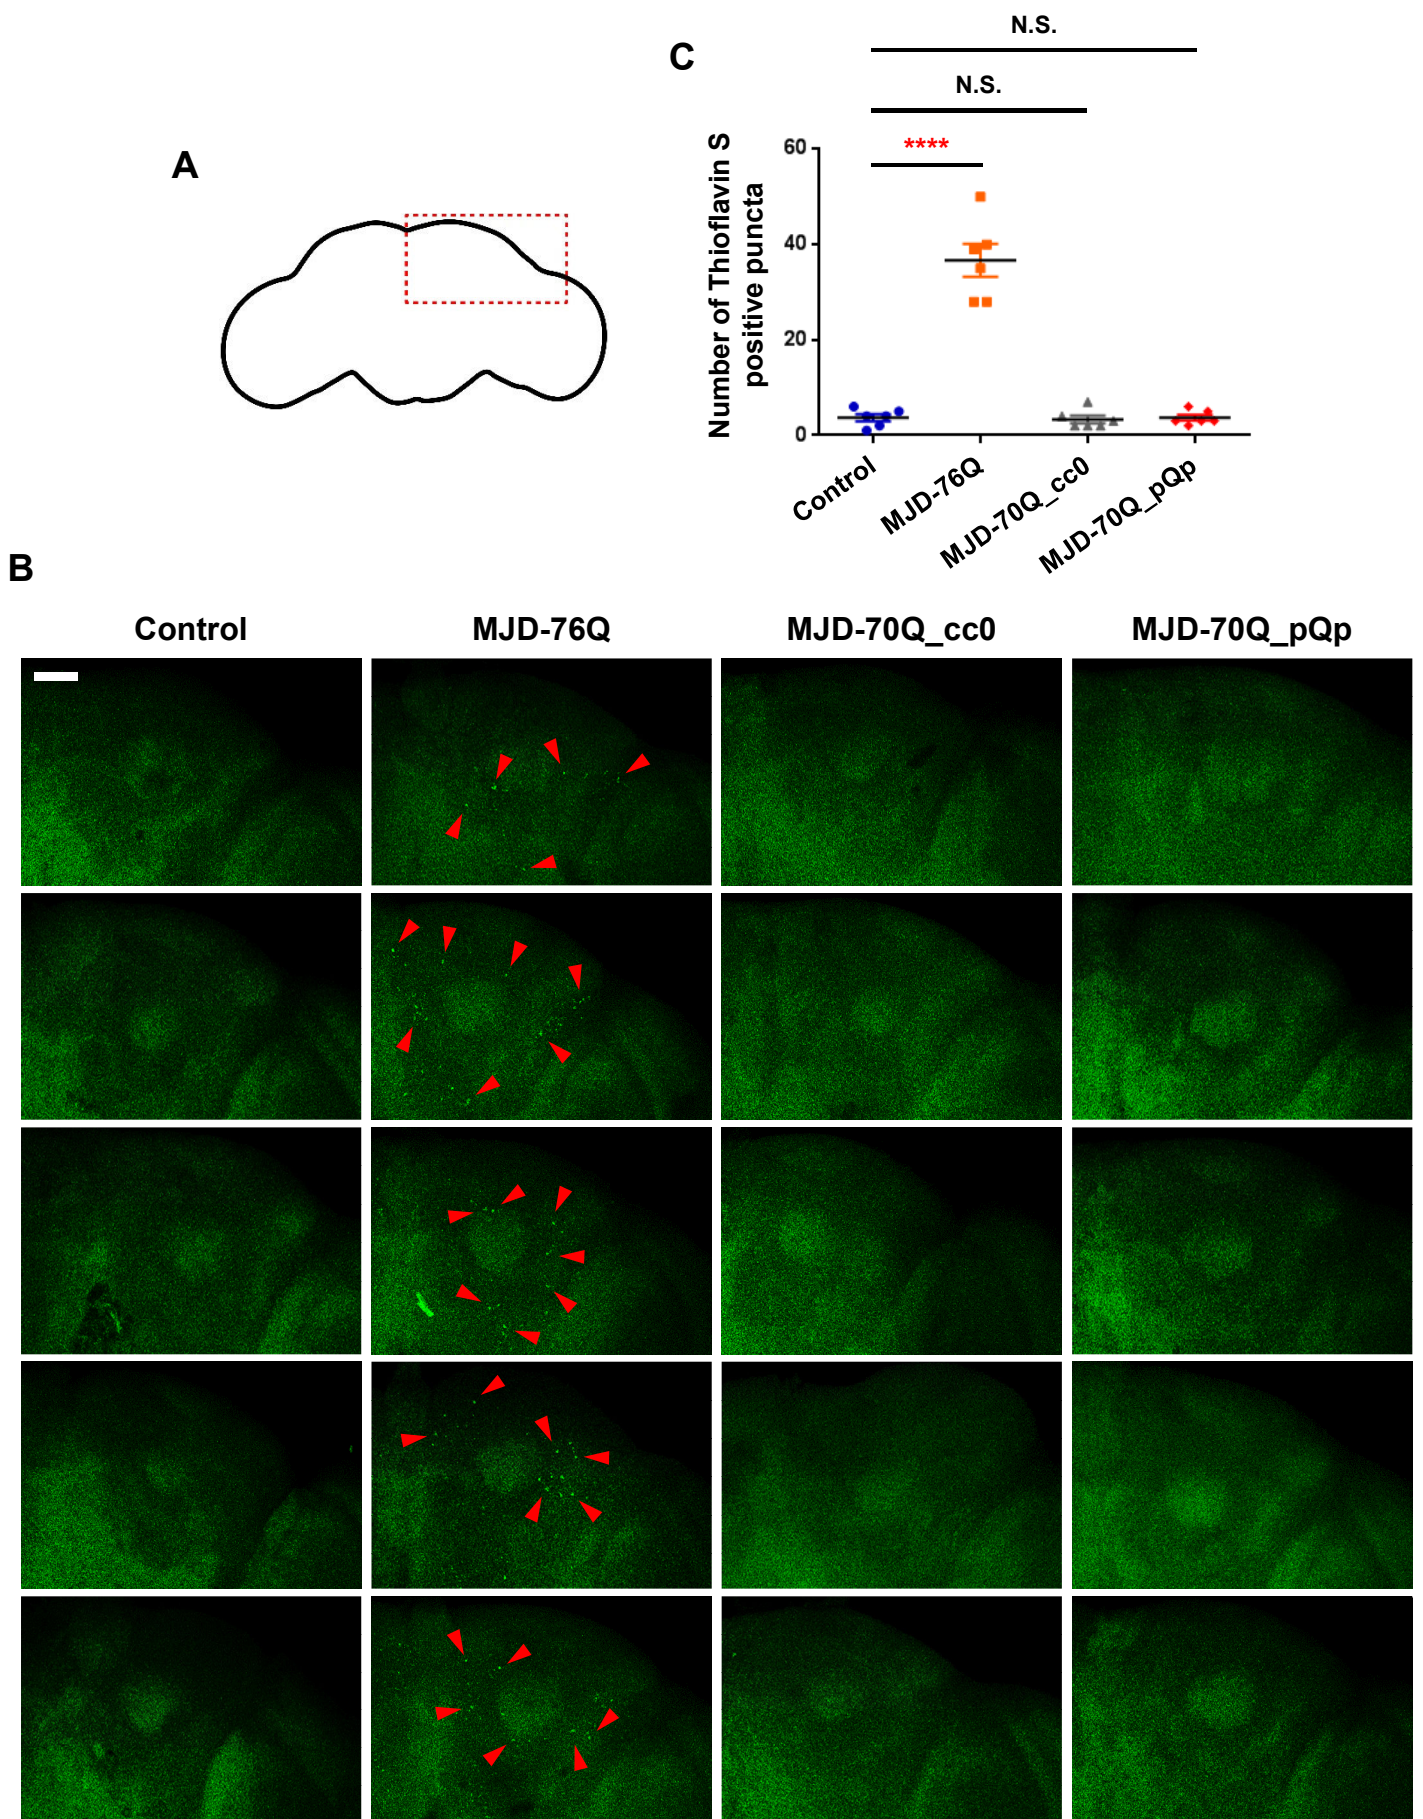 A
C
N.S.
N.S.
****
Number of Thioflavin S
positive puncta
60
40
20
0
Control
MJD-76Q
MJD-70Q_cc0
MJD-70Q_pQp
B
Control
MJD-76Q
MJD-70Q_cc0
MJD-70Q_pQp